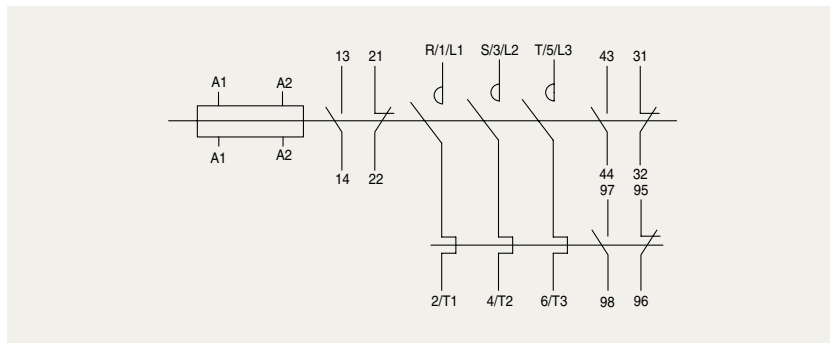 R/1/L1 S/3/L2 T/5/L3
13 21 43 31
A1 A2
A1 A2
14 22 44 32
97 95
2/T1 4/T2 6/T3 98 96